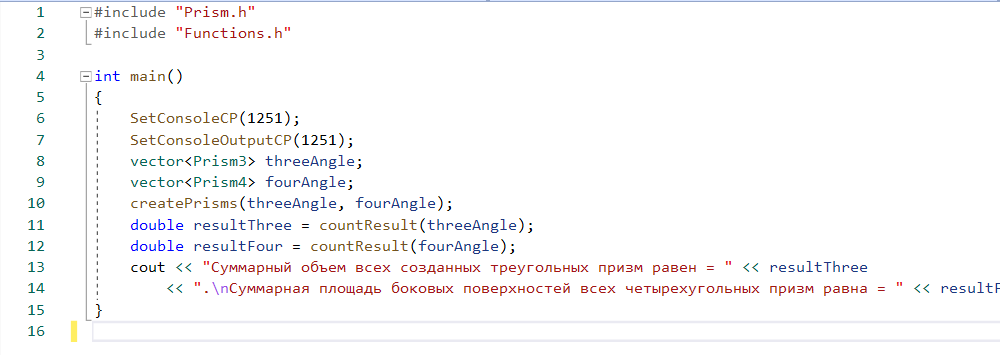 1 #include "Prism.h"
2 #include "Functions.h"
3
4 int main()
5 {
6 SetConsoleCP(1251);
7 SetConsoleOutputCP(1251);
8 vector<Prism3> threeAngle;
9 vector<Prism4> fourAngle;
10 createPrisms(threeAngle, fourAngle);
11 double resultThree = countResult(threeAngle);
12 double resultFour = countResult(fourAngle);
13 cout << "Суммарный объем всех созданных треугольных призм равен = " << resultThree
14 << ".\nСуммарная площадь боковых поверхностей всех четырехугольных призм равна = " << resultF
15 }
16